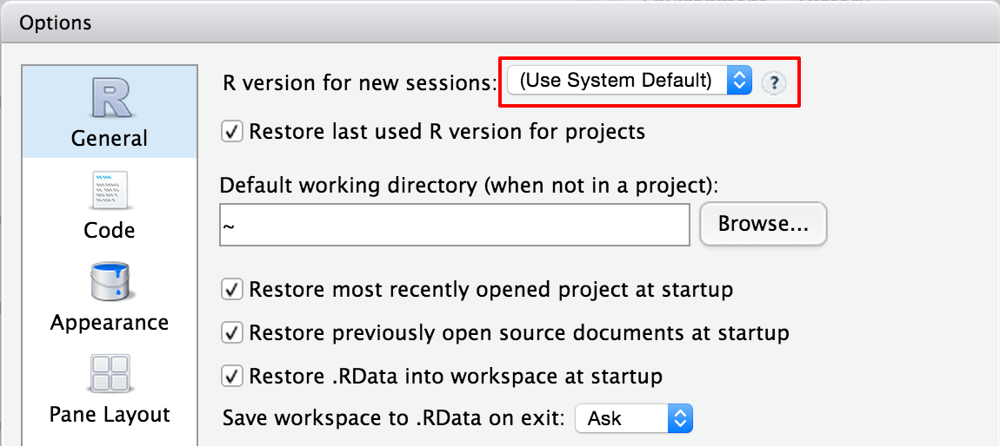 Options
General
Code
Appearance
Pane Layout
R version for new sessions: (Use System Default) ?
Restore last used R version for projects
Default working directory (when not in a project):
~ Browse...
Restore most recently opened project at startup
Restore previously open source documents at startup
Restore .RData into workspace at startup
Save workspace to .RData on exit: Ask